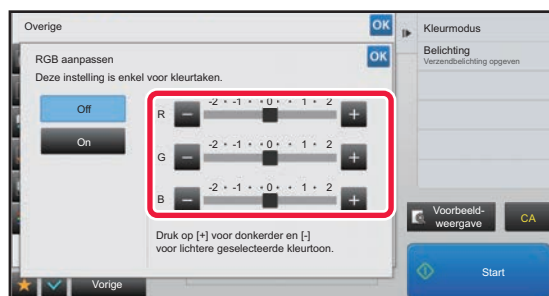 Overige
OK
Kleurmodus
Belichting
Verzendbelichting opgeven
RGB aanpassen
OK
Deze instelling is enkel voor kleurtaken.
Off
On
-2 • -1 • • 0 • • 1 • 2
R - +
-2 • -1 • • 0 • • 1 • 2
G - +
-2 • -1 • • 0 • • 1 • 2
B - +
Druk op [+] voor donkerder en [-]
voor lichtere geselecteerde kleurtoon.
Voorbeeld-
weergave
CA
Vorige
Start